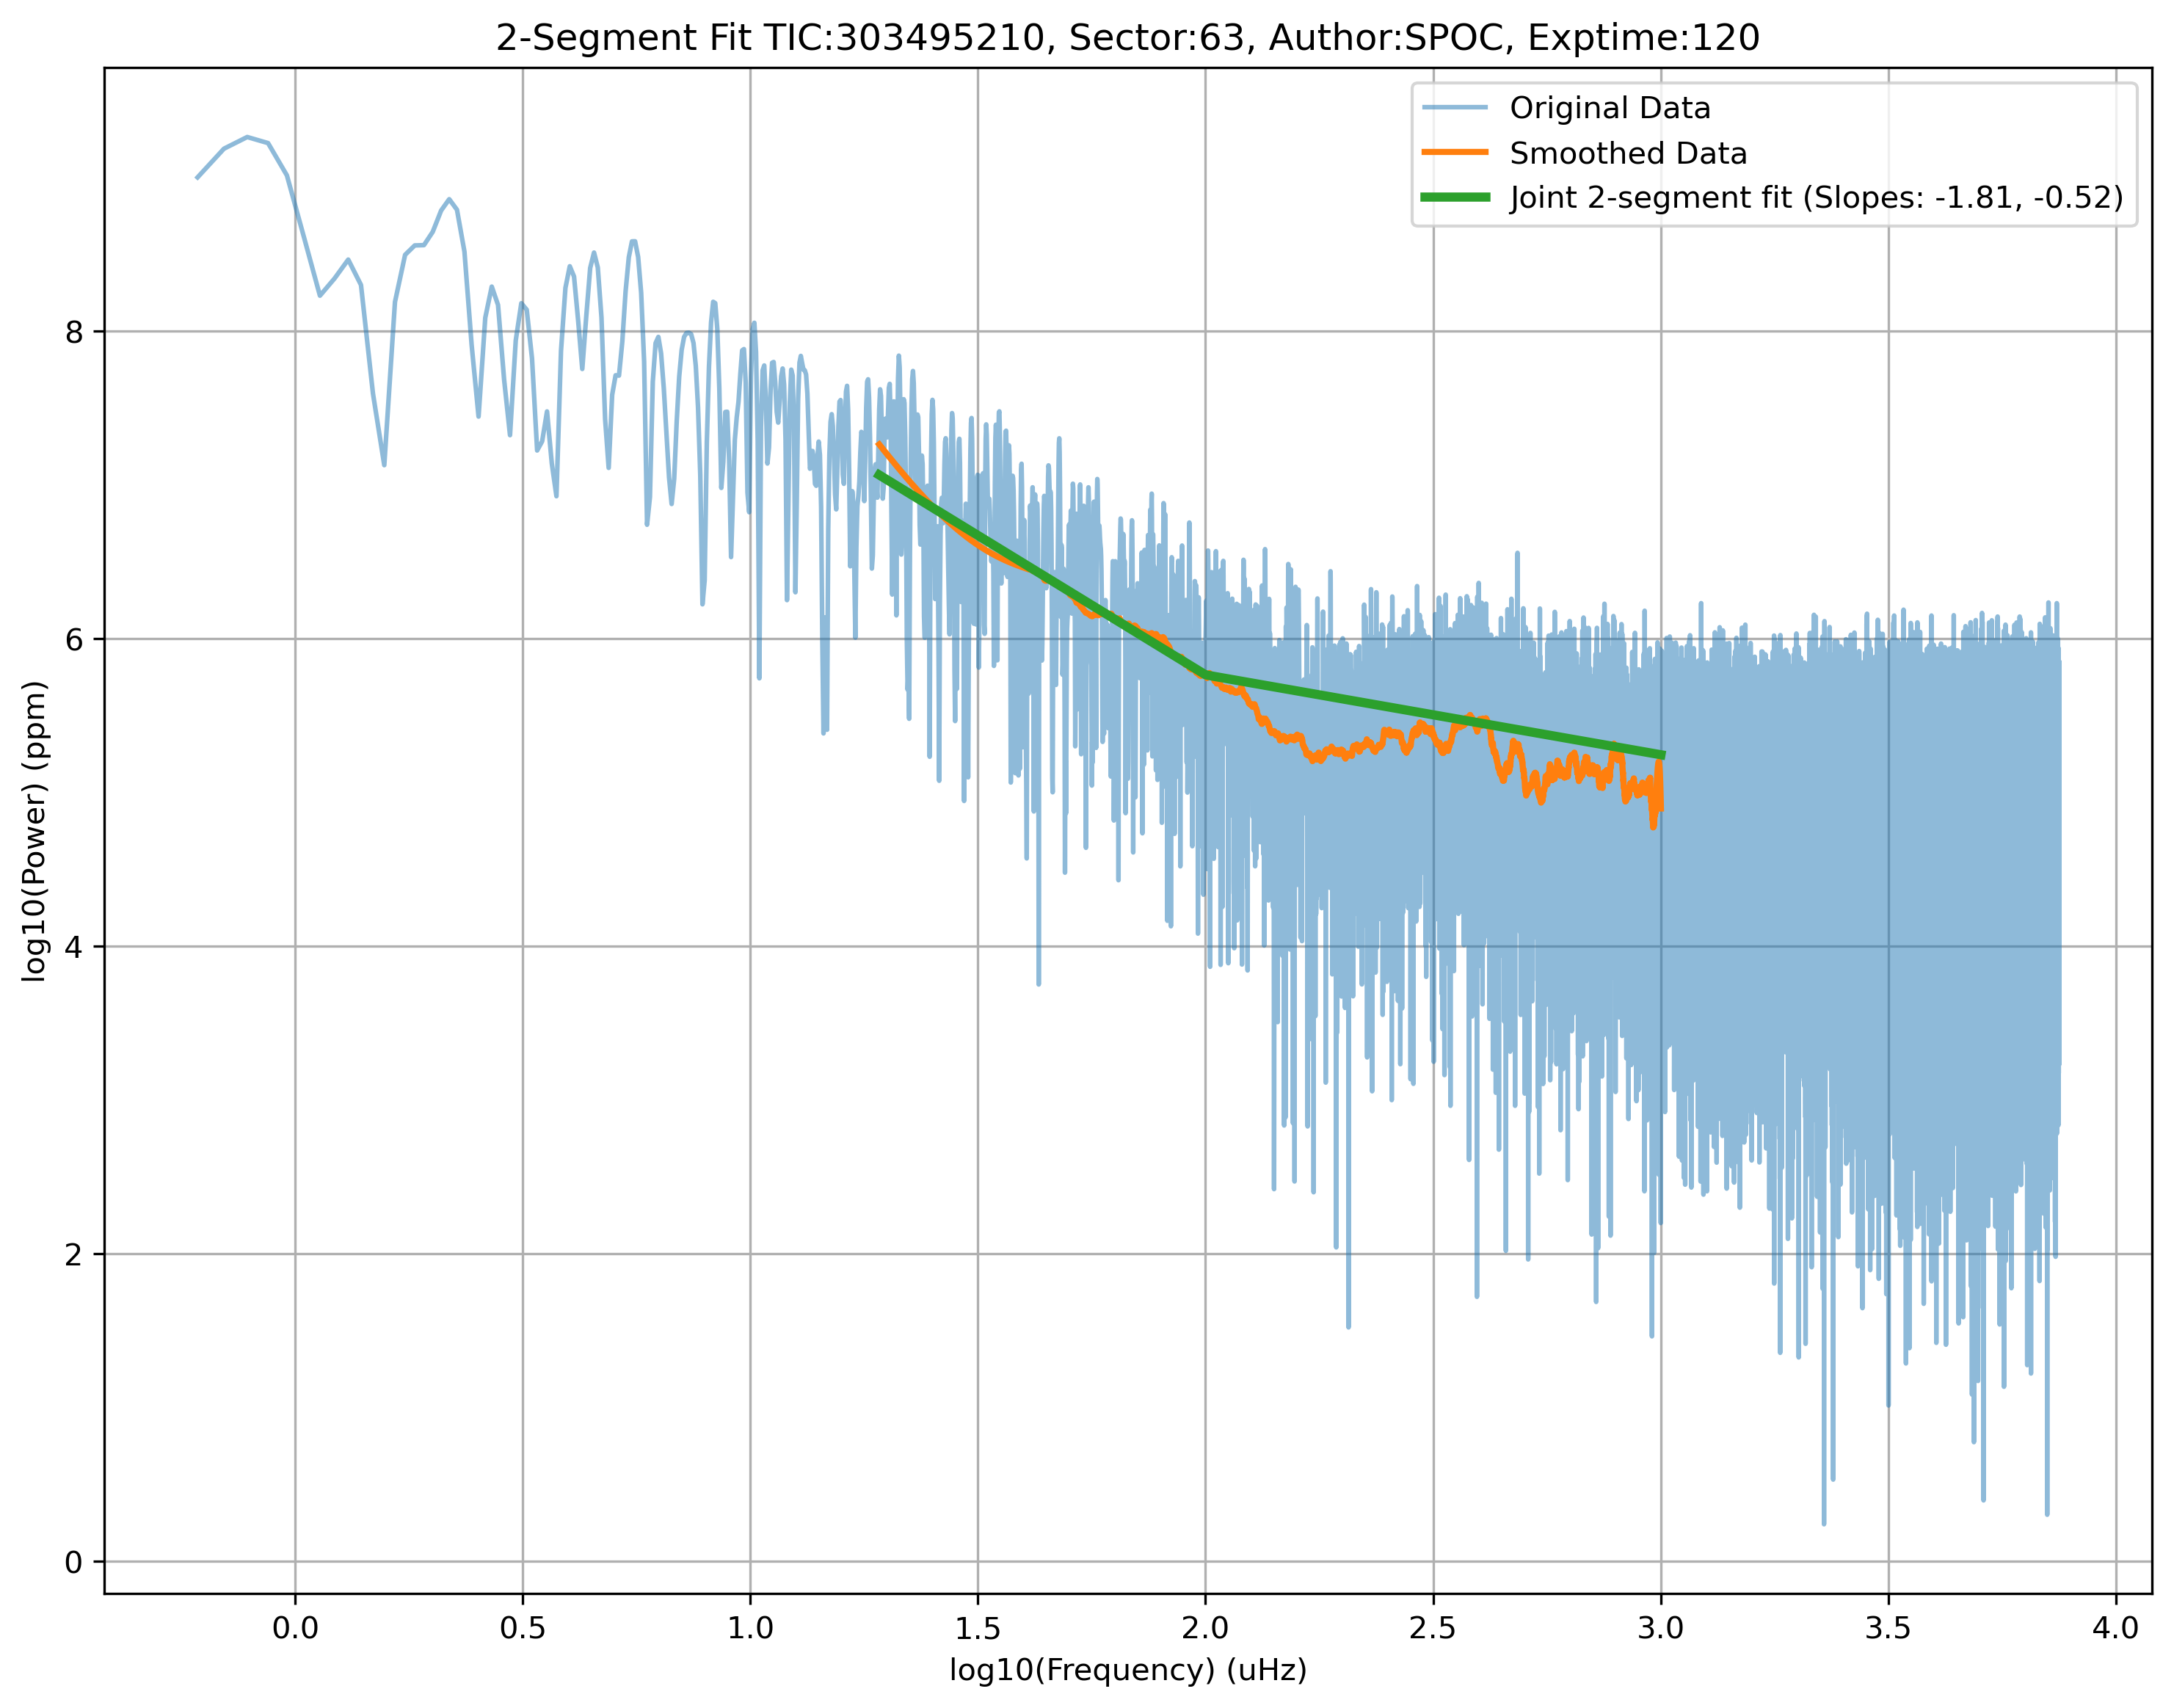 2-Segment Fit TIC:303495210, Sector:63, Author:SPOC, Exptime:120
Original Data
Smoothed Data
Joint 2-segment fit (Slopes: -1.81, -0.52)
log10(Power) (ppm)
8
6
4
2
0
0.0 0.5 1.0 1.5 2.0 2.5 3.0 3.5 4.0
log10(Frequency) (uHz)